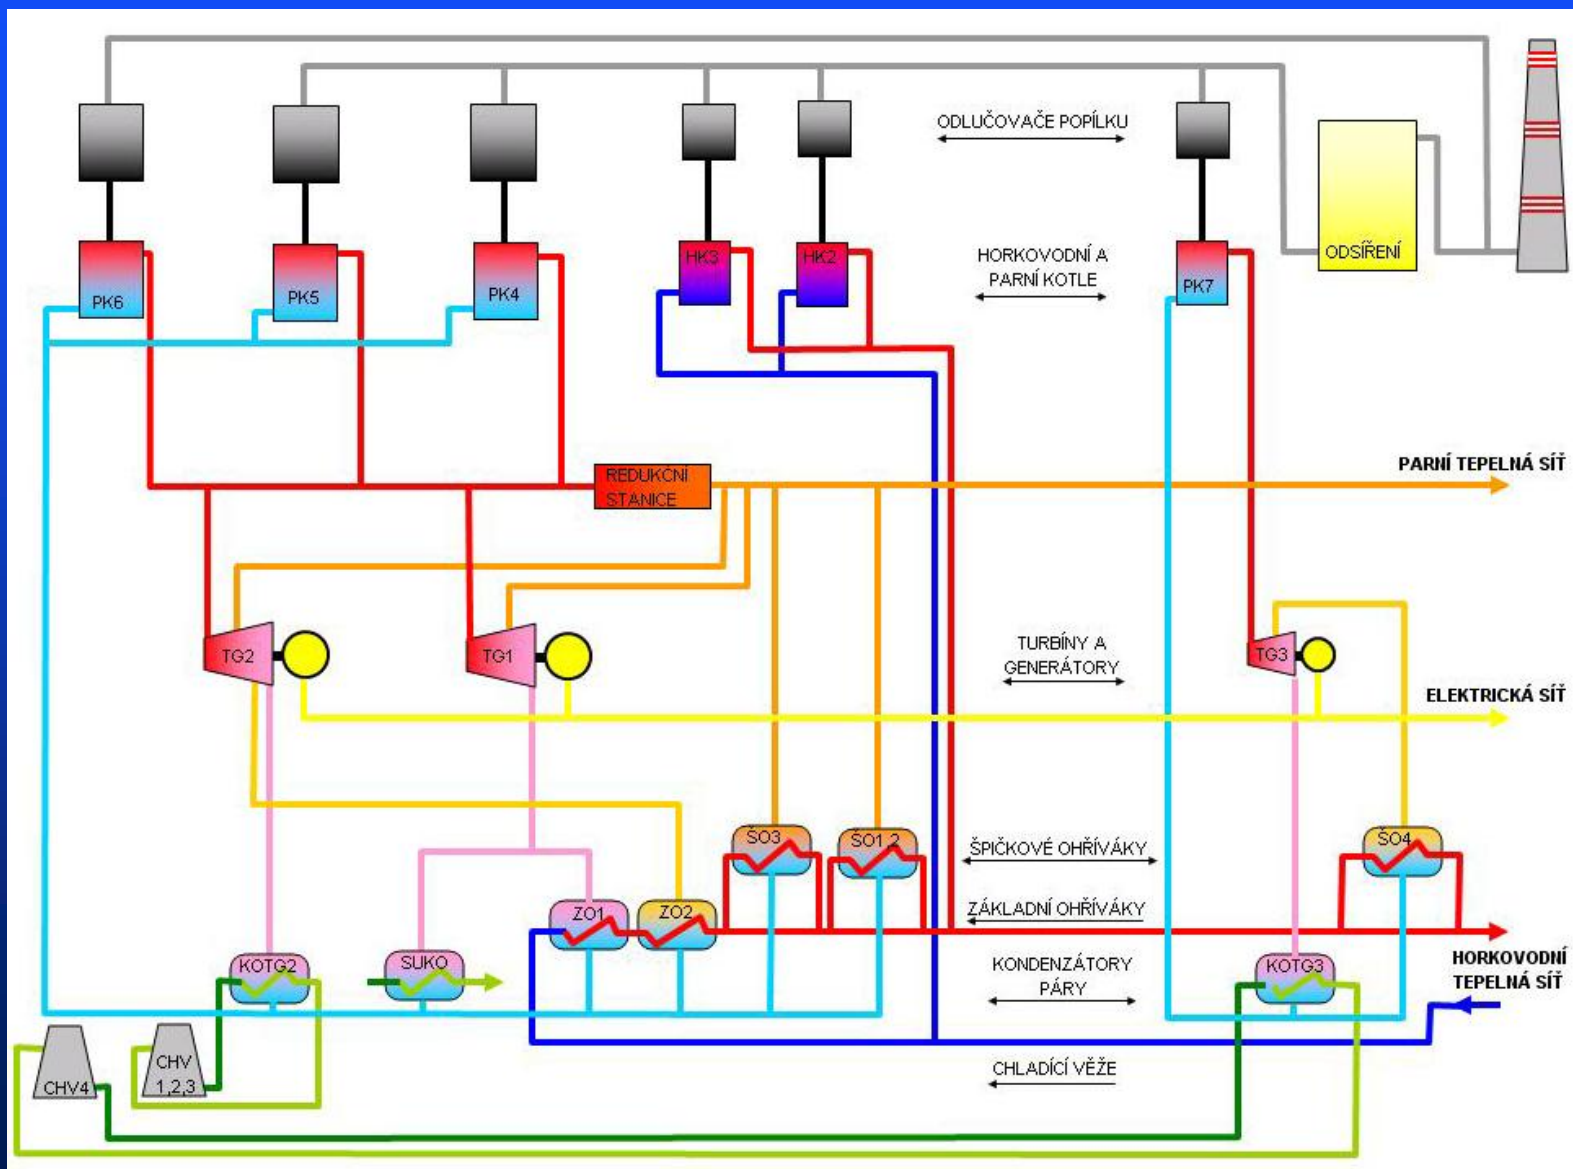 ODLUČOVAČE POPÍLKU
ODSÍŘENÍ
PK6
PK5
PK4
HK3
HK2
HORKOVODNÍ A
PARNÍ KOTLE
PK7
PARNÍ TEPELNÁ SÍŤ
REDUKČNÍ
STANICE
TG2
TG1
TURBÍNY A
GENERÁTORY
TG3
ELEKTRICKÁ SÍŤ
ŠO3
ŠO1,2
ŠPIČKOVÉ OHŘÍVÁKY
ŠO4
ZO1
ZO2
ZÁKLADNÍ OHŘÍVÁKY
KOTG2
SUKO
KONDENZÁTORY
PÁRY
KOTG3
HORKOVODNÍ
TEPELNÁ SÍŤ
CHV4
CHV
1,2,3
CHLADÍCÍ VĚŽE